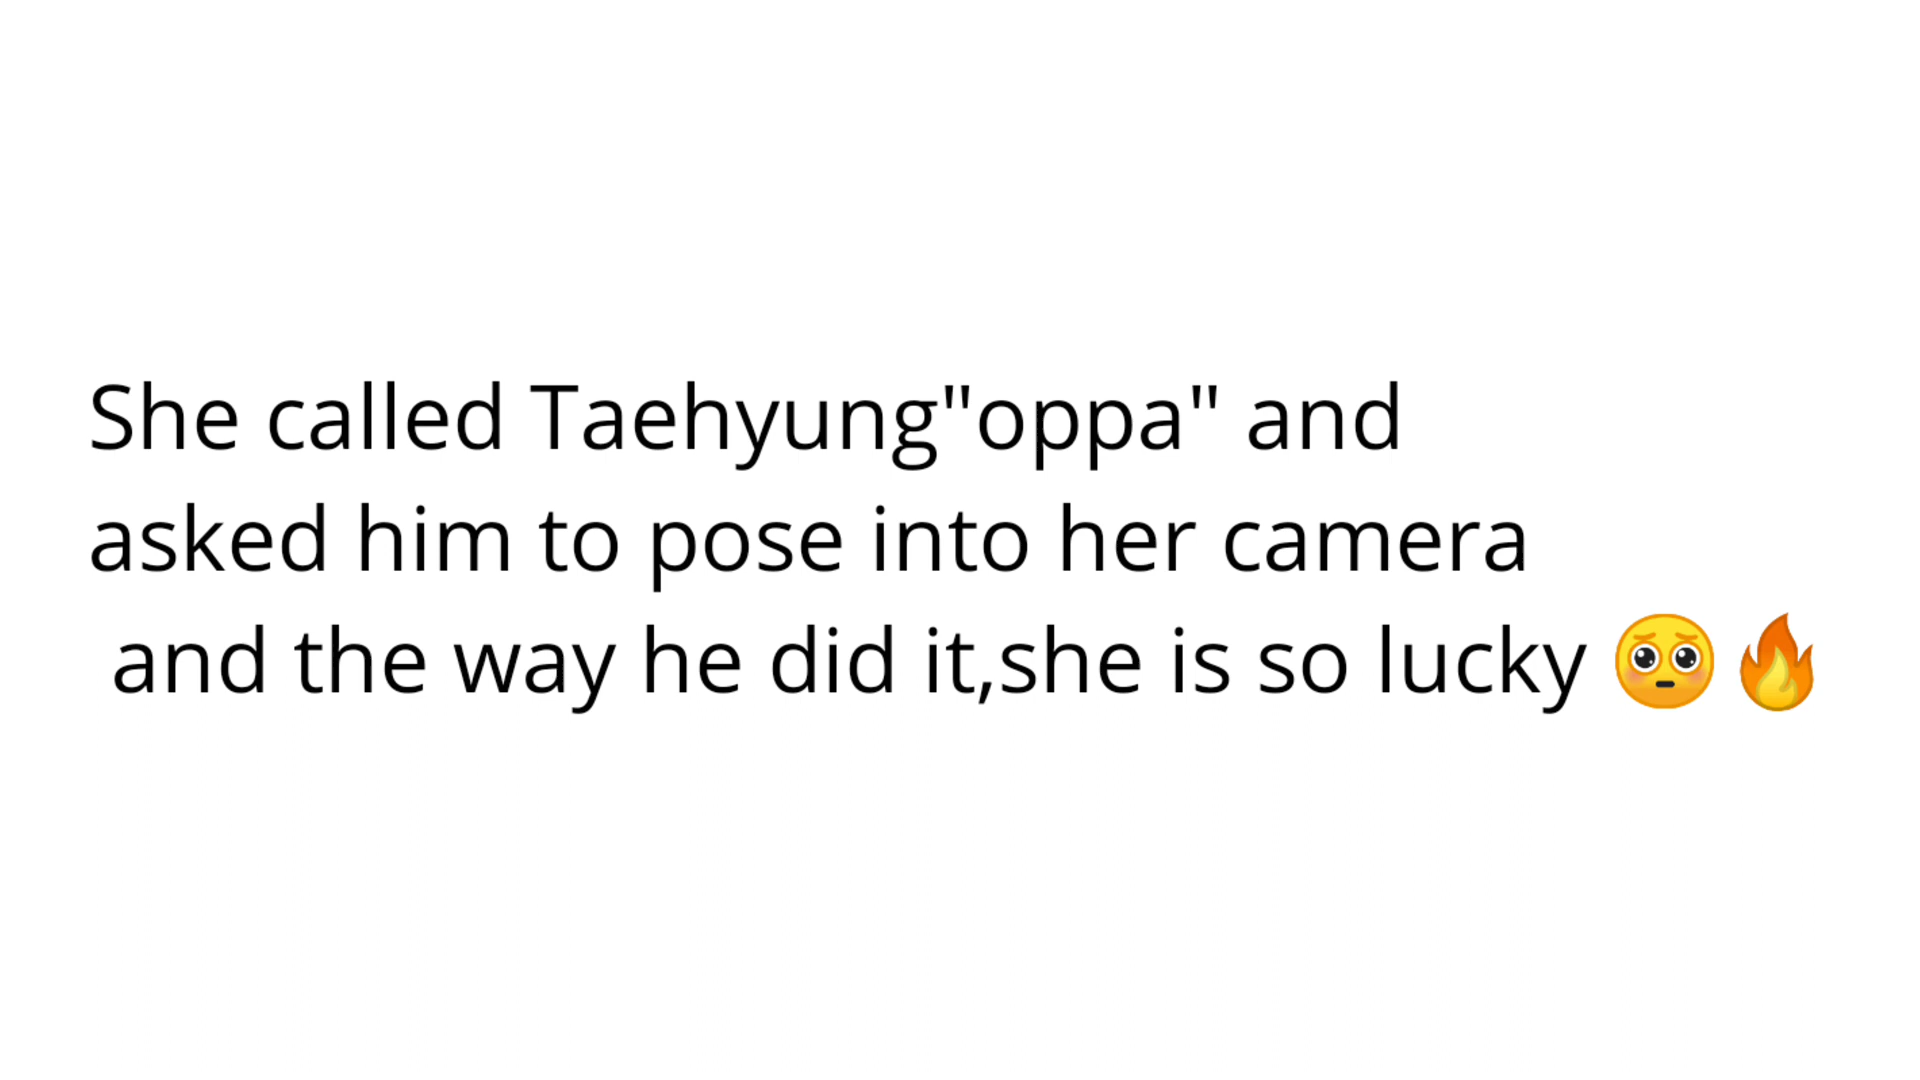 She called Taehyung"oppa" and
asked him to pose into her camera
and the way he did it,she is so lucky 🥺🔥